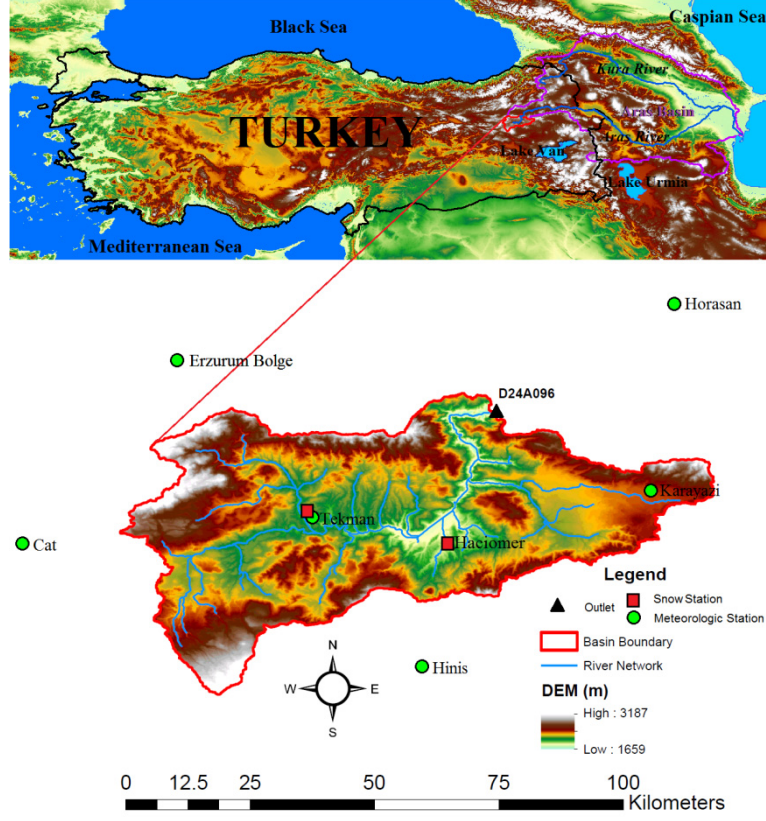 Caspian Sea
Black Sea
Kura River
Aras Basin
TURKEY
Aras River
Lake Van
Lake Urmia
Mediterranean Sea
Horasan
Erzurum Bolge
D24A096
Karayazi
Tekman
Cat
Haciomer
Legend
Outlet
Snow Station
Meteorologic Station
Basin Boundary
River Network
Hinis
N
W E
S
DEM (m)
High : 3187
Low : 1659
0 12.5 25 50 75 100
Kilometers